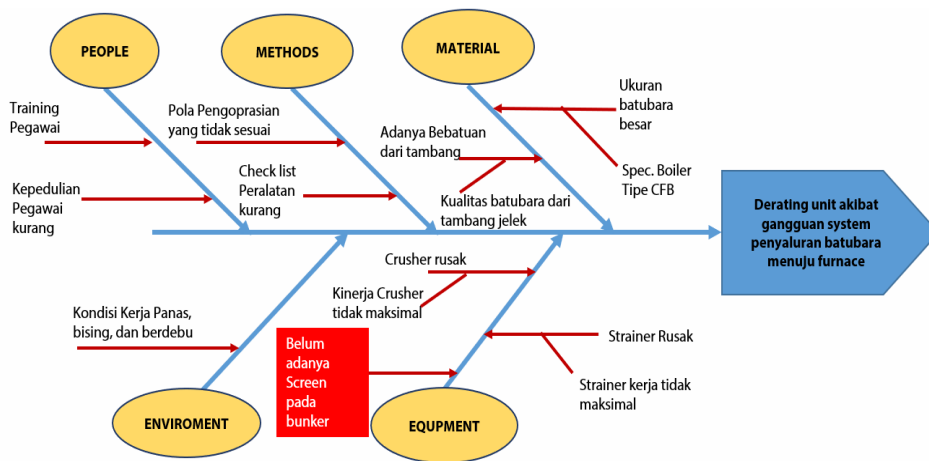 PEOPLE
METHODS
MATERIAL
Training
Pegawai
Kepedulian
Pegawai
kurang
Pola Pengoprasian
yang tidak sesuai
Check list
Peralatan
kurang
Adanya Bebatuan
dari tambang
Kualitas batubara dari
tambang jelek
Ukuran
batubara
besar
Spec. Boiler
Tipe CFB
Derating unit akibat
gangguan system
penyaluran batubara
menuju furnace
Kondisi Kerja Panas,
bising, dan berdebu
Crusher rusak
Kinerja Crusher
tidak maksimal
Belum
adanya
Screen
pada
bunker
Strainer Rusak
Strainer kerja tidak
maksimal
ENVIROMENT
EQUPMENT